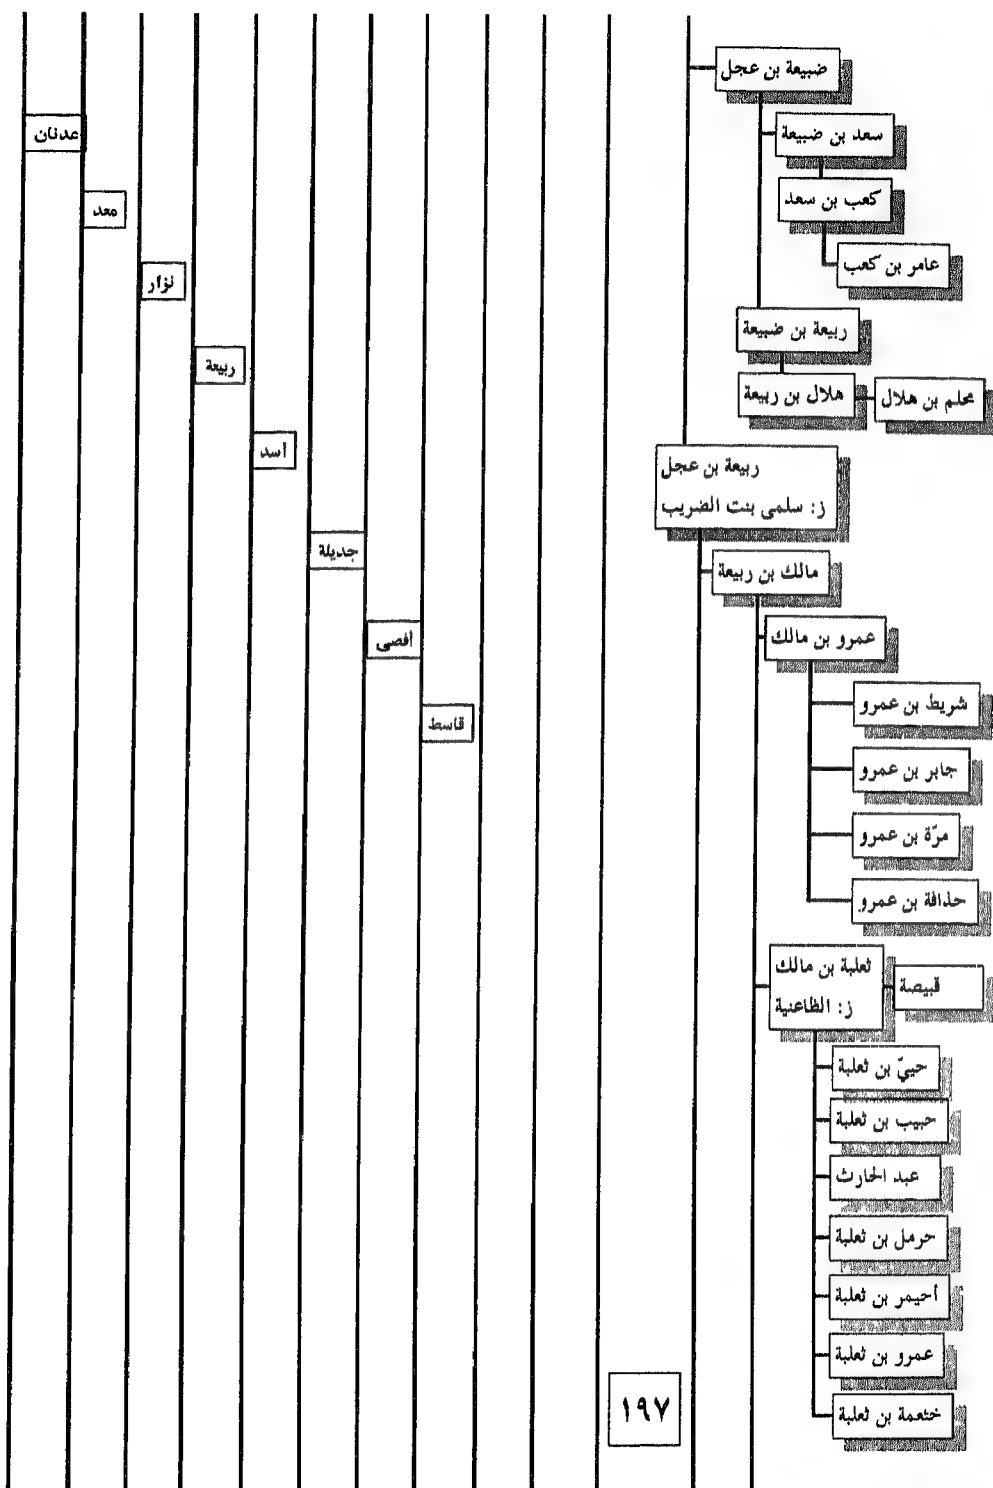 ضبيعة بن عجل
سعد بن ضبيعة
كعب بن سعد
عامر بن كعب
ربيعة بن ضبيعة
هلال بن ربيعة
محلم بن هلال
ربيعة بن عجل
ز: سلمى بنت الضريب
مالك بن ربيعة
عمرو بن مالك
شريط بن عمرو
جابر بن عمرو
مرّة بن عمرو
حذافة بن عمرو
ثعلبة بن مالك
ز: الظاعنية
قبيصة
حييّ بن ثعلبة
حبيب بن ثعلبة
عبد الحارث
حرمل بن ثعلبة
أحيمر بن ثعلبة
عمرو بن ثعلبة
خثعمة بن ثعلبة
عدنان
معد
نزار
ربيعة
أسد
جديلة
أفصى
قاسط
١٩٧